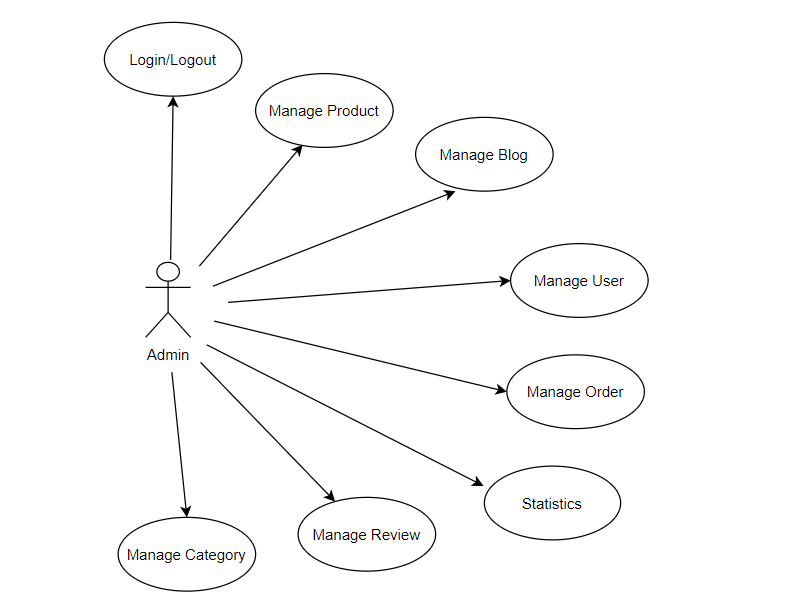 Login/Logout
Manage Product
Manage Blog
Manage User
Admin
Manage Order
Statistics
Manage Review
Manage Category